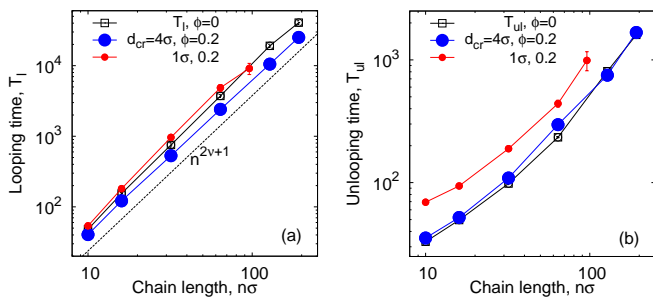 T_l, ϕ=0
d_cr=4σ, ϕ=0.2
1σ, 0.2
10^4
10^3
10^2
Looping time, T_l
n^{2ν+1}
(a)
10
100
Chain length, nσ
T_ul, ϕ=0
d_cr=4σ, ϕ=0.2
1σ, 0.2
10^3
10^2
Unlooping time, T_ul
(b)
10
100
Chain length, nσ